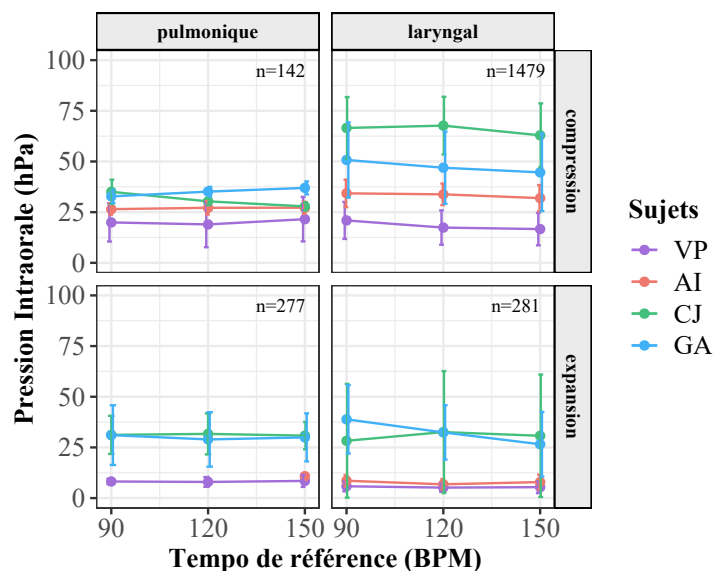 pulmonique
laryngal
100
75
50
25
0
n=142
n=1479
compression
100
75
50
25
0
n=277
n=281
expansion
Pression Intraorale (hPa)
90
120
150
90
120
150
Tempo de référence (BPM)
Sujets
VP
AI
CJ
GA